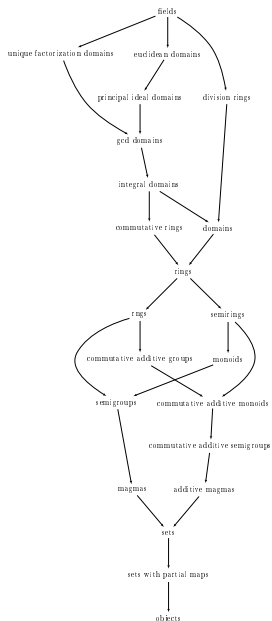 fields
unique factorization domains
euclidean domains
principal ideal domains
division rings
gcd domains
integral domains
commutative rings
domains
rings
rngs
semirings
commutative additive groups
monoids
semigroups
commutative additive monoids
commutative additive semigroups
magmas
additive magmas
sets
sets with partial maps
objects